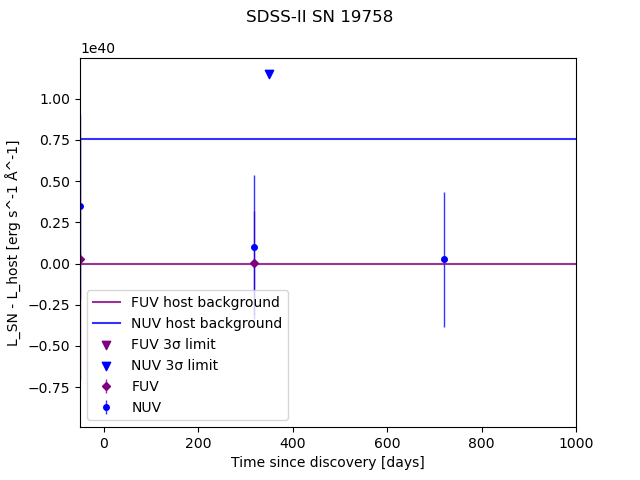 SDSS-II SN 19758
1e40
L_SN - L_host [erg s^-1 Å^-1]
1.00
0.75
0.50
0.25
0.00
−0.25
−0.50
−0.75
FUV host background
NUV host background
FUV 3σ limit
NUV 3σ limit
FUV
NUV
0 200 400 600 800 1000
Time since discovery [days]